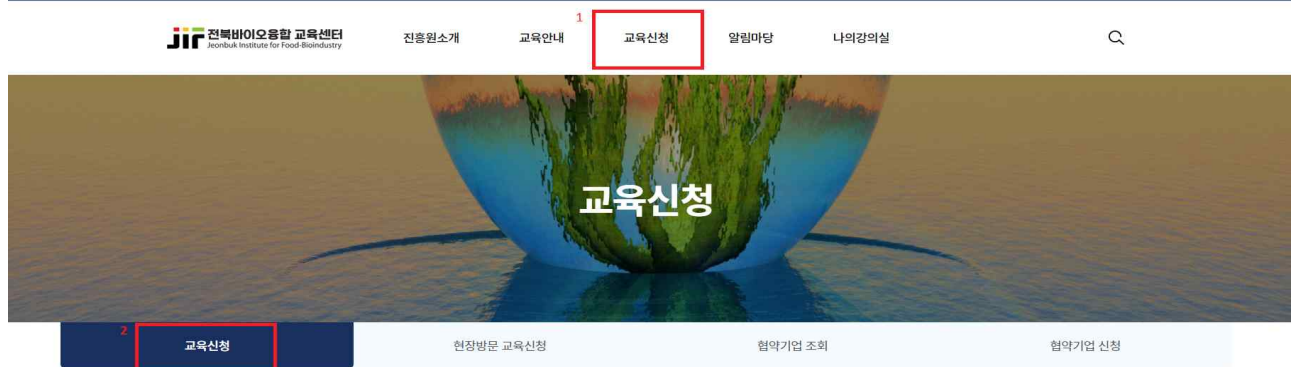 1
jif 전북바이오융합 교육센터
Jeonbuk Institute for Food-Bioindustry
진흥원소개 교육안내 교육신청 알림마당 나의강의실
교육신청
2
교육신청 현장방문 교육신청 협약기업 조회 협약기업 신청